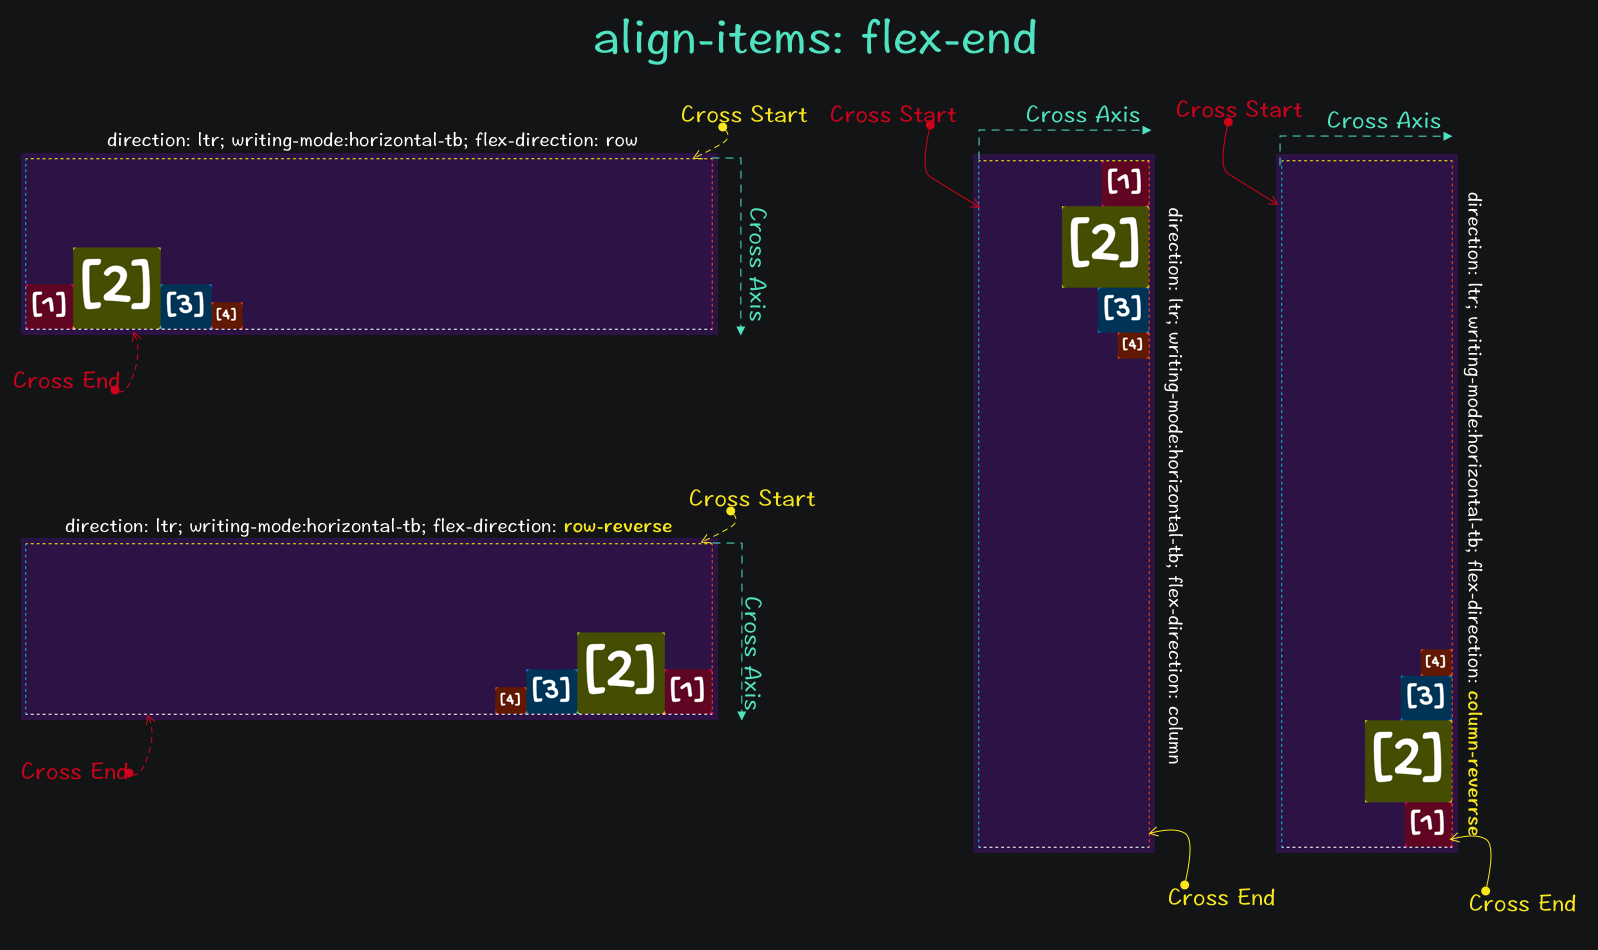 align-items: flex-end
Cross Start
direction: ltr; writing-mode:horizontal-tb; flex-direction: row
Cross Axis
[1]
[2]
[3]
[4]
Cross End
Cross Start
direction: ltr; writing-mode:horizontal-tb; flex-direction: row-reverse
Cross Axis
[4]
[3]
[2]
[1]
Cross End
Cross Start
Cross Axis
[1]
[2]
[3]
[4]
direction: ltr; writing-mode:horizontal-tb; flex-direction: column
Cross End
Cross Start
Cross Axis
direction: ltr; writing-mode:horizontal-tb; flex-direction: column-reverrse
[4]
[3]
[2]
[1]
Cross End